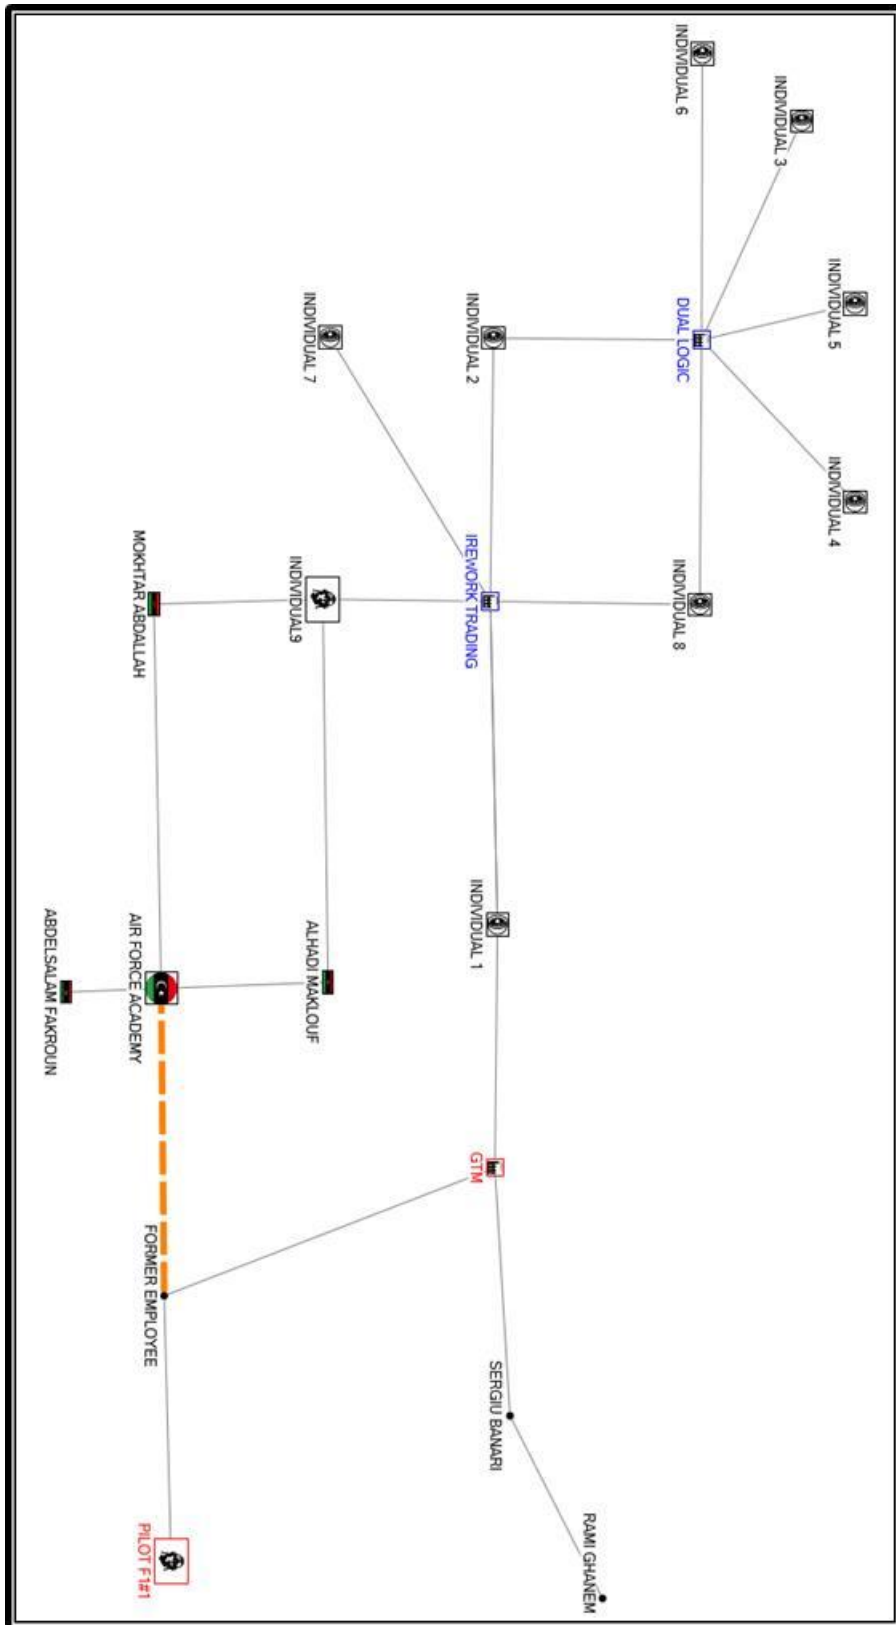 INDIVIDUAL 5
INDIVIDUAL 4
INDIVIDUAL 3
INDIVIDUAL 6
DUAL LOGIC
INDIVIDUAL 8
RAMI GHANEM
SERGIU BANARI
INDIVIDUAL 2
IREWORK TRADING
INDIVIDUAL 1
GTM
INDIVIDUAL 7
INDIVIDUAL9
ALHADI MAKLOUF
MOKHTAR ABDALLAH
AIR FORCE ACADEMY
FORMER EMPLOYEE
PILOT F1#1
ABDELSALAM FAKROUN